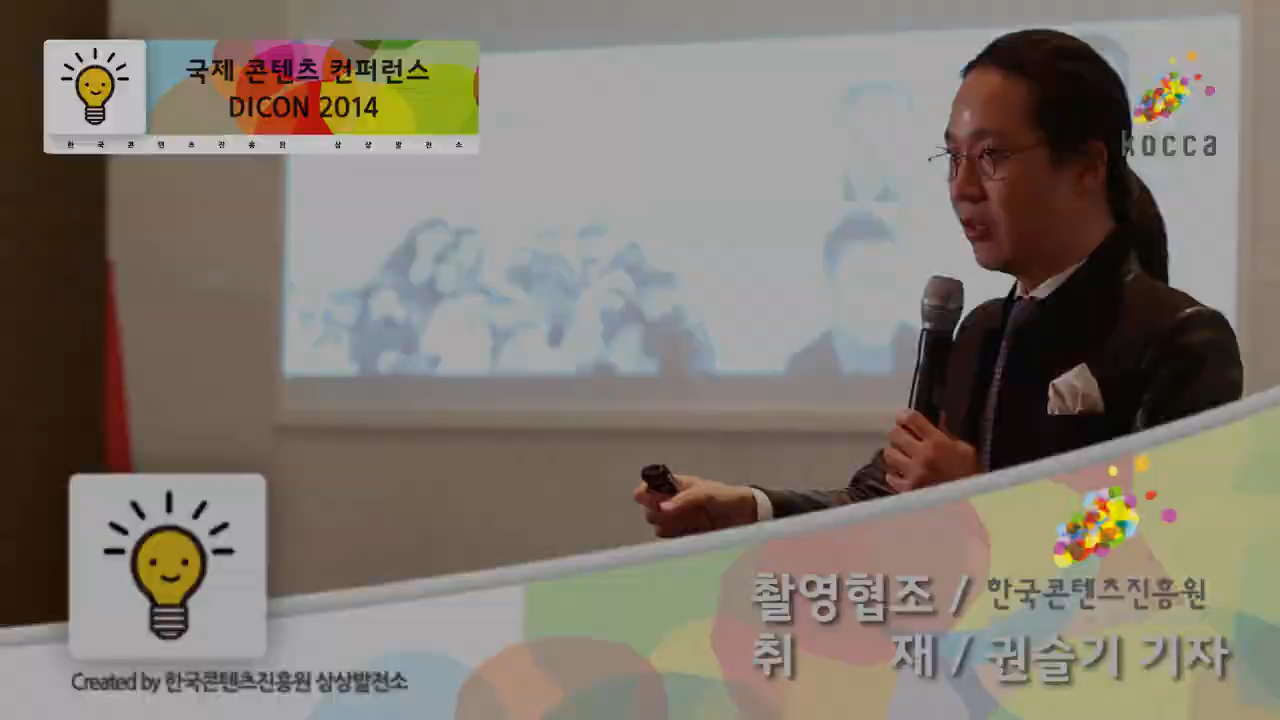 국제 콘텐츠 컨퍼런스
DICON 2014
한국콘텐츠진흥원 상상발전소
kocca
촬영협조 / 한국콘텐츠진흥원
취 재 / 권슬기 기자
Created by 한국콘텐츠진흥원 상상발전소